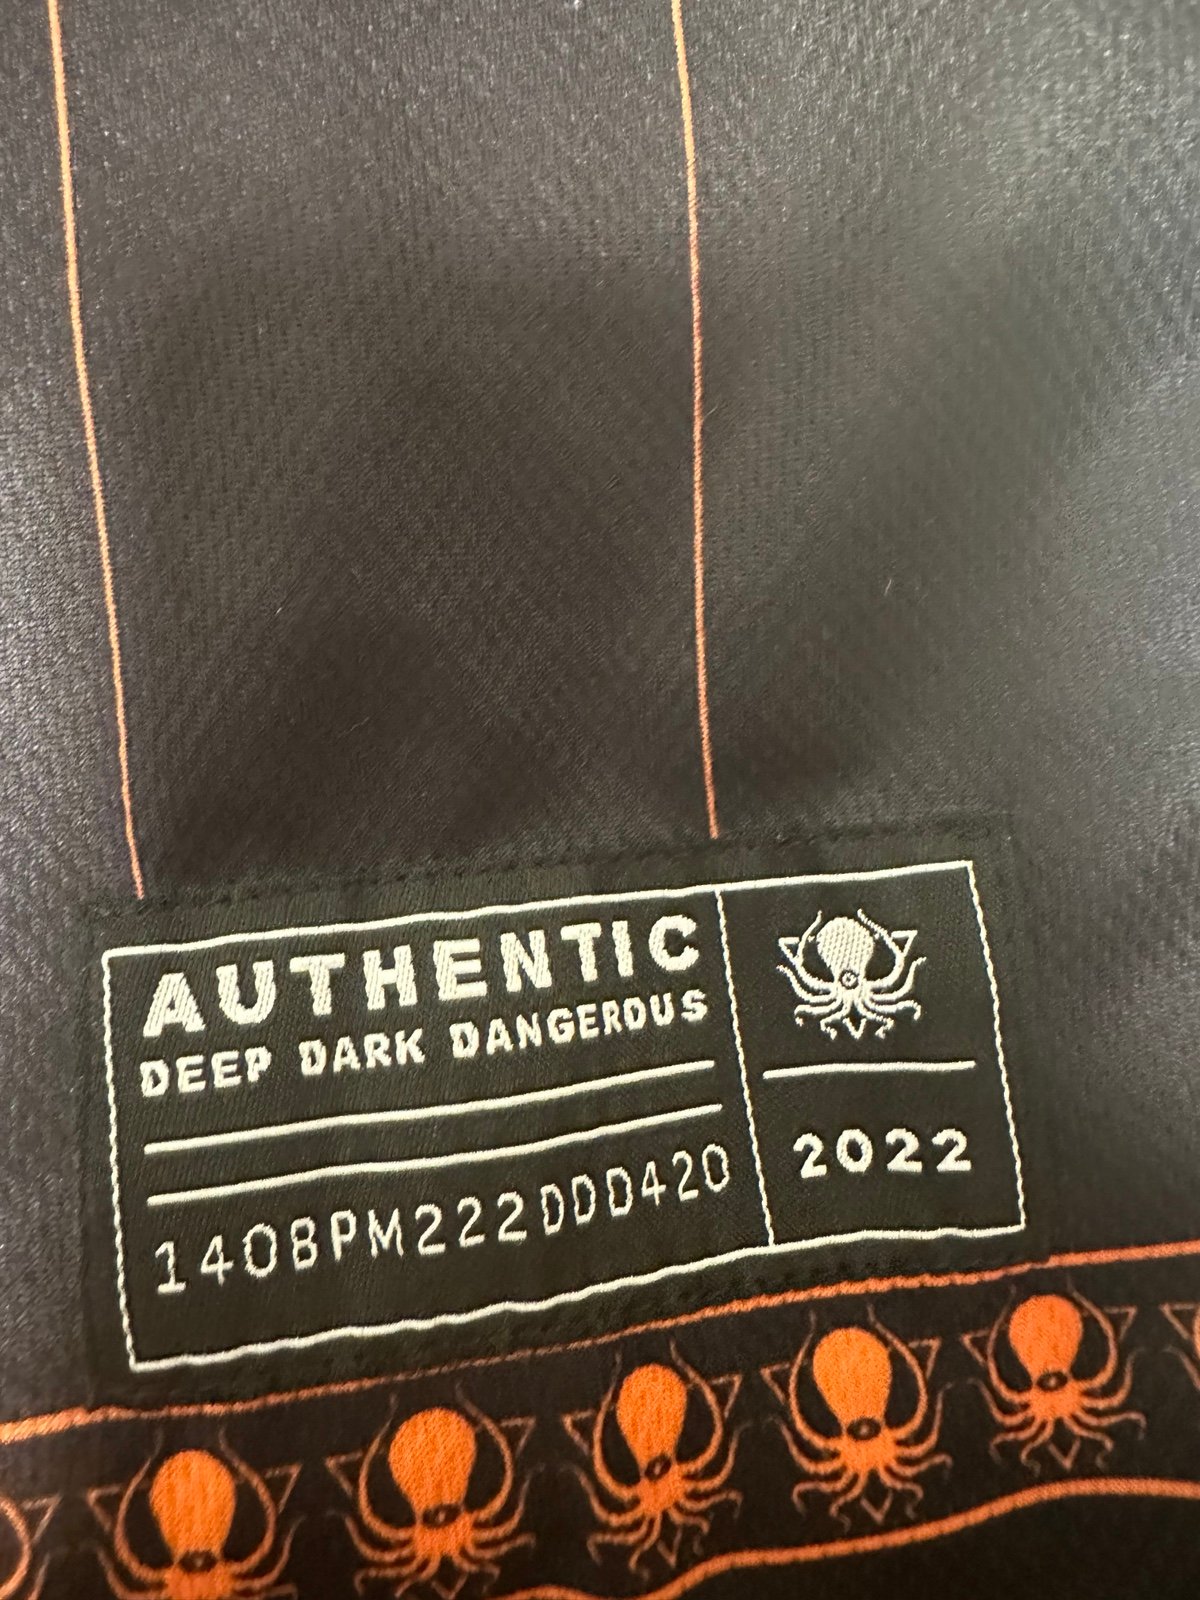 AUTHENTIC
DEEP DARK DANGEROUS
1408PM222DDD420
2022